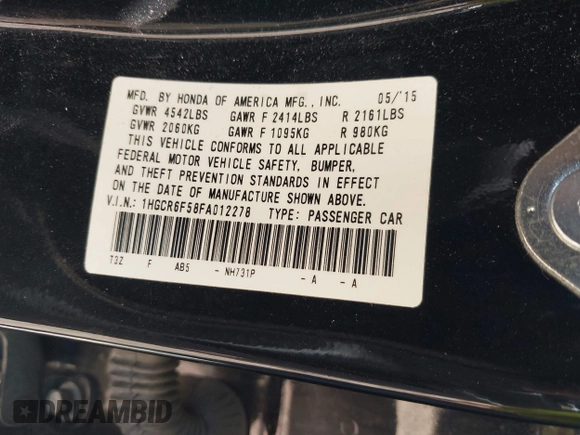 MFD. BY HONDA OF AMERICA MFG., INC. 05/'15
GVWR 4542LBS GAWR F 2414LBS R 2161LBS
GVWR 2060KG GAWR F 1095KG R 980KG
THIS VEHICLE CONFORMS TO ALL APPLICABLE
FEDERAL MOTOR VEHICLE SAFETY, BUMPER,
AND THEFT PREVENTION STANDARDS IN EFFECT
ON THE DATE OF MANUFACTURE SHOWN ABOVE.
V.I.N.: 1HGCR6F58FA012278 TYPE: PASSENGER CAR
T3Z F AB5 - NH731P - A - A
DREAMBID